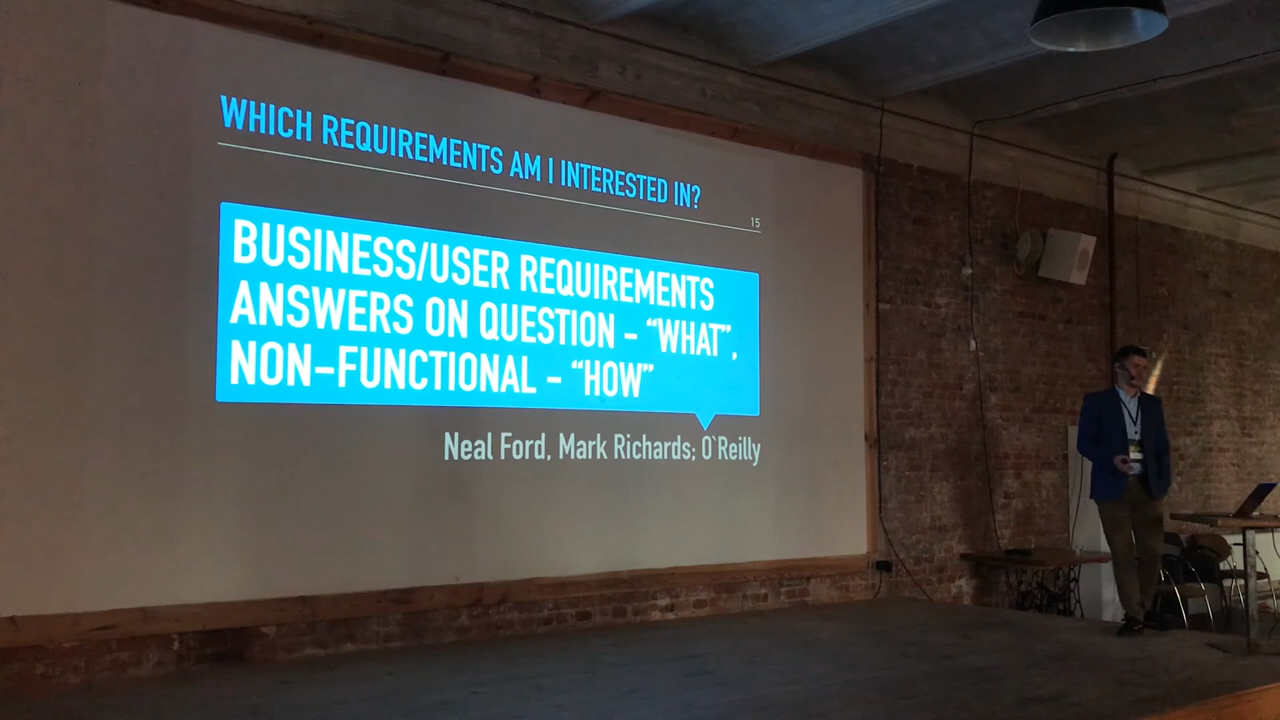 WHICH REQUIREMENTS AM I INTERESTED IN?
15
BUSINESS/USER REQUIREMENTS
ANSWERS ON QUESTION – “WHAT”,
NON-FUNCTIONAL – “HOW”
Neal Ford, Mark Richards; O`Reilly